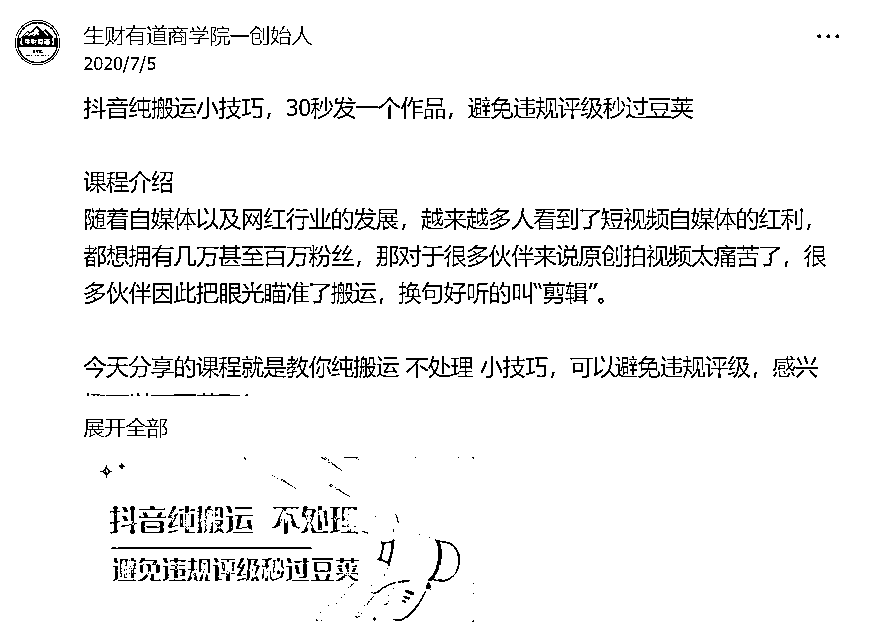 生财有道商学院—创始人
2020/7/5
抖音纯搬运小技巧，30秒发一个作品，避免违规评级秒过豆荚
课程介绍
随着自媒体以及网红行业的发展，越来越多人看到了短视频自媒体的红利，
都想拥有几万甚至百万粉丝，那对于很多伙伴来说原创拍视频太痛苦了，很
多伙伴因此把眼光瞄准了搬运，换句好听的叫“剪辑”。
今天分享的课程就是教你纯搬运 不处理 小技巧，可以避免违规评级，感兴
展开全部
抖音纯搬运 不处理
避免违规评级秒过豆荚